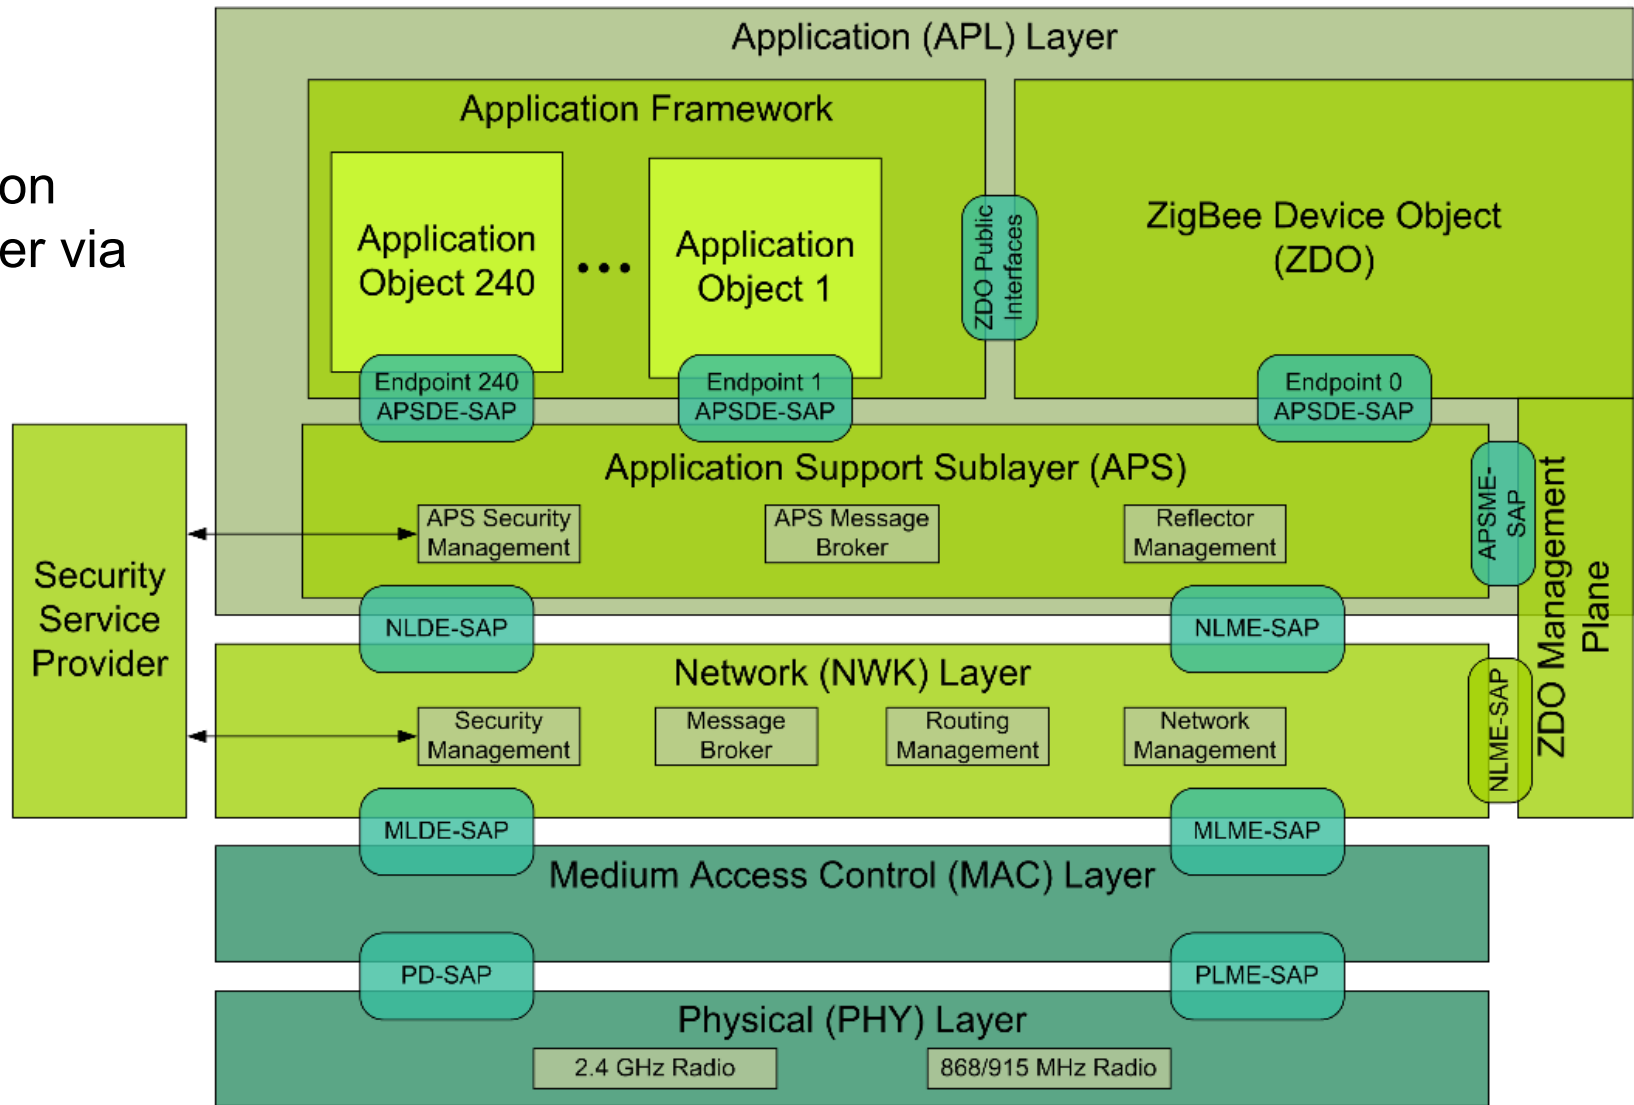 on
er via
Application (APL) Layer
Application Framework
Application
Object 240
•••
Application
Object 1
ZDO Public
Interfaces
ZigBee Device Object
(ZDO)
Endpoint 240
APSDE-SAP
Endpoint 1
APSDE-SAP
Endpoint 0
APSDE-SAP
Application Support Sublayer (APS)
APS Security
Management
APS Message
Broker
Reflector
Management
APSME-
SAP
Security
Service
Provider
ZDO Management
Plane
NLDE-SAP
NLME-SAP
Network (NWK) Layer
Security
Management
Message
Broker
Routing
Management
Network
Management
NLME-SAP
MLDE-SAP
MLME-SAP
Medium Access Control (MAC) Layer
PD-SAP
PLME-SAP
Physical (PHY) Layer
2.4 GHz Radio
868/915 MHz Radio